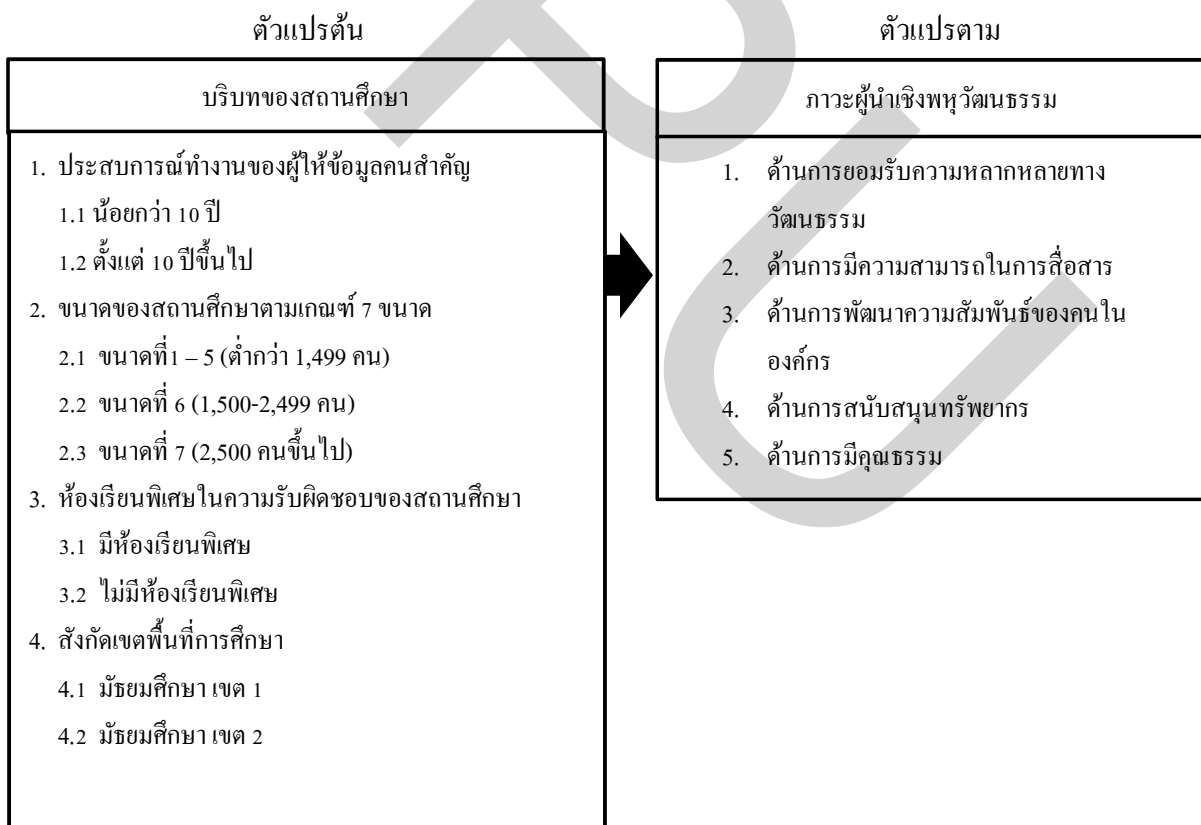 ตัวแปรต้น
บริบทของสถานศึกษา
1. ประสบการณ์ทำงานของผู้ให้ข้อมูลคนสำคัญ
1.1 น้อยกว่า 10 ปี
1.2 ตั้งแต่ 10 ปีขึ้นไป
2. ขนาดของสถานศึกษาตามเกณฑ์ 7 ขนาด
2.1 ขนาดที่1 – 5 (ต่ำกว่า 1,499 คน)
2.2 ขนาดที่ 6 (1,500-2,499 คน)
2.3 ขนาดที่ 7 (2,500 คนขึ้นไป)
3. ห้องเรียนพิเศษในความรับผิดชอบของสถานศึกษา
3.1 มีห้องเรียนพิเศษ
3.2 ไม่มีห้องเรียนพิเศษ
4. สังกัดเขตพื้นที่การศึกษา
4.1 มัธยมศึกษา เขต 1
4.2 มัธยมศึกษา เขต 2
ตัวแปรตาม
ภาวะผู้นำเชิงพหุวัฒนธรรม
1. ด้านการยอมรับความหลากหลายทาง
วัฒนธรรม
2. ด้านการมีความสามารถในการสื่อสาร
3. ด้านการพัฒนาความสัมพันธ์ของคนใน
องค์กร
4. ด้านการสนับสนุนทรัพยากร
5. ด้านการมีคุณธรรม